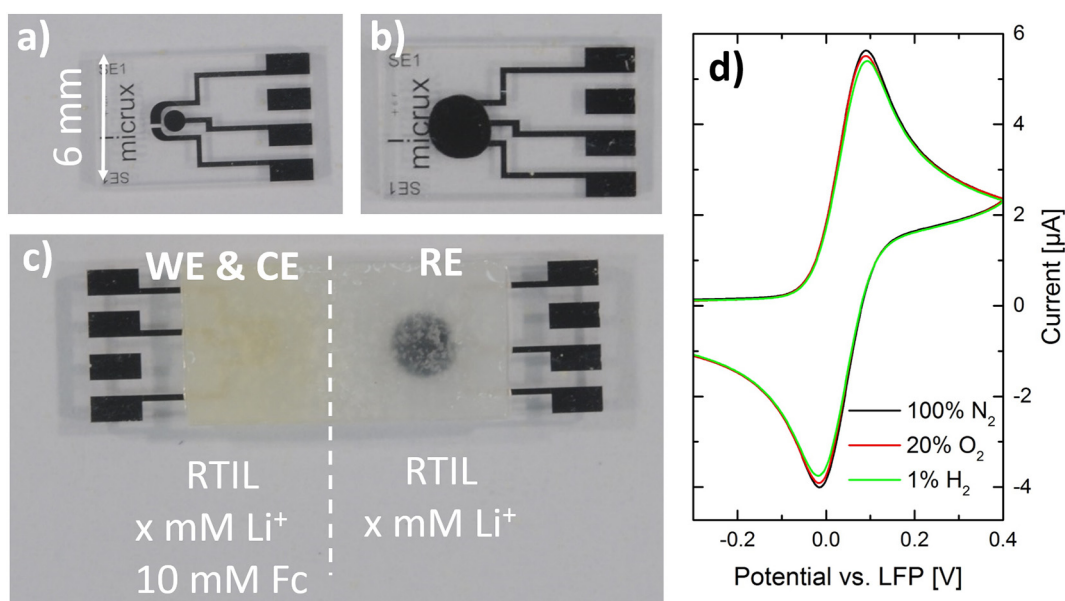 a)
SE1
micrux
SE1
6 mm
b)
SE1
micrux
SE1
c)
WE & CE
RE
RTIL
x mM Li⁺
10 mM Fc
RTIL
x mM Li⁺
d)
6
4
2
0
-2
-4
Current [µA]
100% N₂
20% O₂
1% H₂
-0.2
0.0
0.2
0.4
Potential vs. LFP [V]